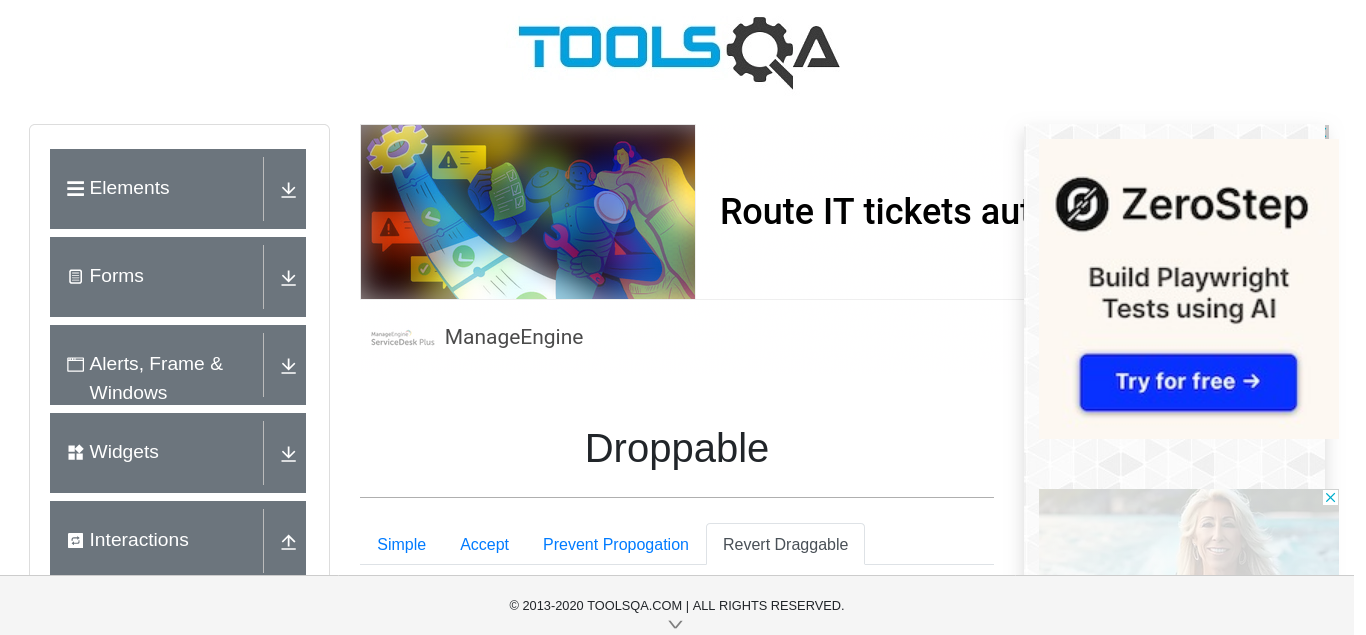 TOOLSQA
Elements
Forms
Alerts, Frame &
Windows
Widgets
Interactions
Route IT tickets aut
ManageEngine
ServiceDesk Plus
ManageEngine
Droppable
Simple
Accept
Prevent Propogation
Revert Draggable
ZeroStep
Build Playwright
Tests using AI
Try for free →
© 2013-2020 TOOLSQA.COM | ALL RIGHTS RESERVED.